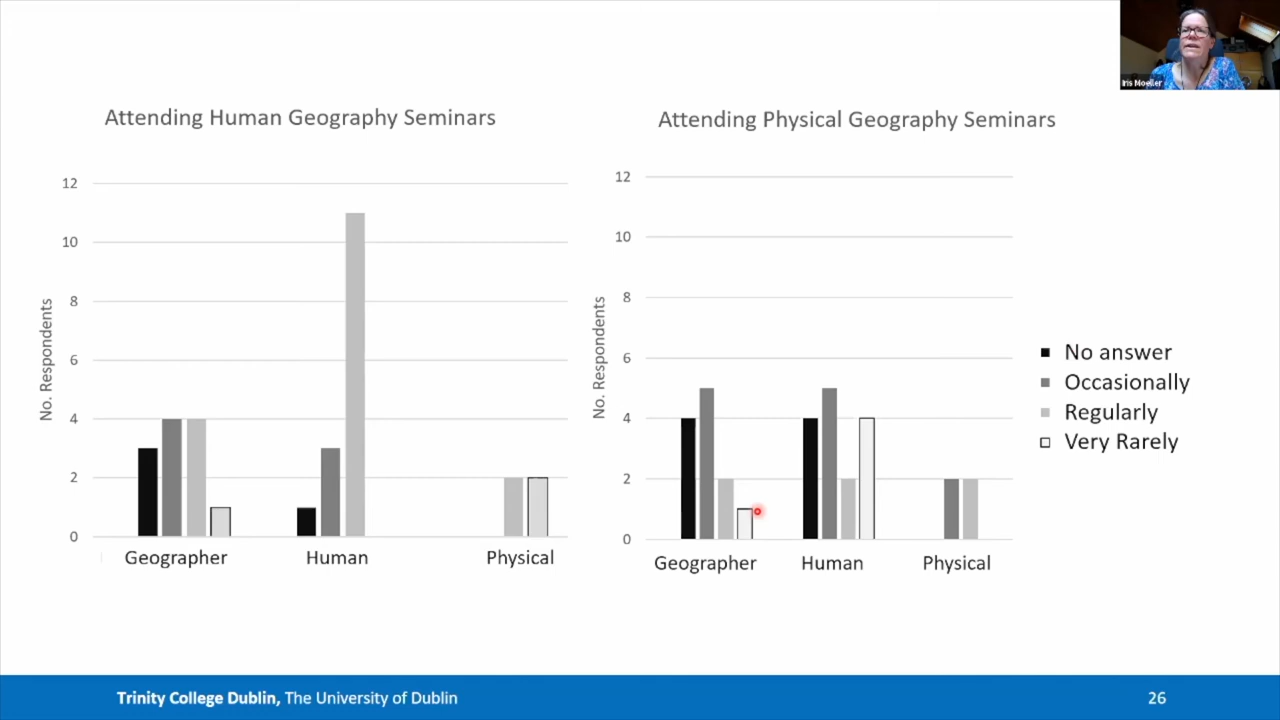 Iris Moeller
Attending Human Geography Seminars
12
10
8
6
4
2
0
No. Respondents
Geographer Human Physical
Attending Physical Geography Seminars
12
10
8
6
4
2
0
No. Respondents
Geographer Human Physical
No answer
Occasionally
Regularly
Very Rarely
Trinity College Dublin, The University of Dublin
26